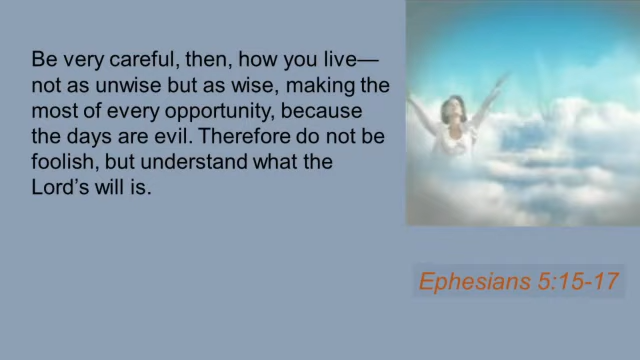 Be very careful, then, how you live—
not as unwise but as wise, making the
most of every opportunity, because
the days are evil. Therefore do not be
foolish, but understand what the
Lord’s will is.
Ephesians 5:15-17